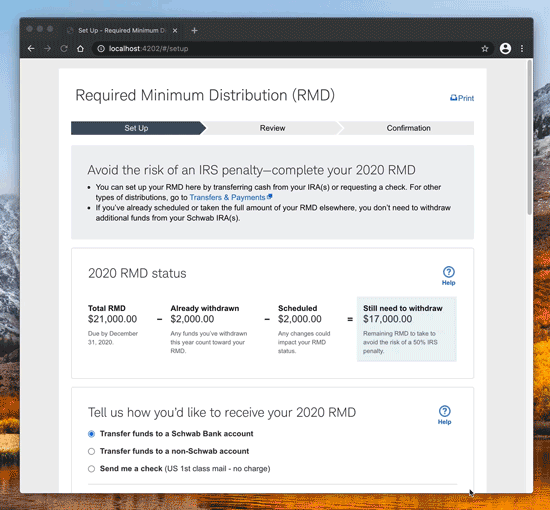 Set Up - Required Minimum Di
localhost:4202/#/setup
Required Minimum Distribution (RMD)
Print
Set Up
Review
Confirmation
Avoid the risk of an IRS penalty—complete your 2020 RMD
• You can set up your RMD here by transferring cash from your IRA(s) or requesting a check. For other
types of distributions, go to Transfers & Payments
• If you've already scheduled or taken the full amount of your RMD elsewhere, you don't need to withdraw
additional funds from your Schwab IRA(s).
2020 RMD status
Help
Total RMD
$21,000.00
Due by December
31, 2020.
–
Already withdrawn
$2,000.00
Any funds you've withdrawn
this year count toward your
RMD.
–
Scheduled
$2,000.00
Any changes could
impact your RMD
status.
=
Still need to withdraw
$17,000.00
Remaining RMD to take to
avoid the risk of a 50% IRS
penalty.
Tell us how you'd like to receive your 2020 RMD
Help
Transfer funds to a Schwab Bank account
Transfer funds to a non-Schwab account
Send me a check (US 1st class mail - no charge)